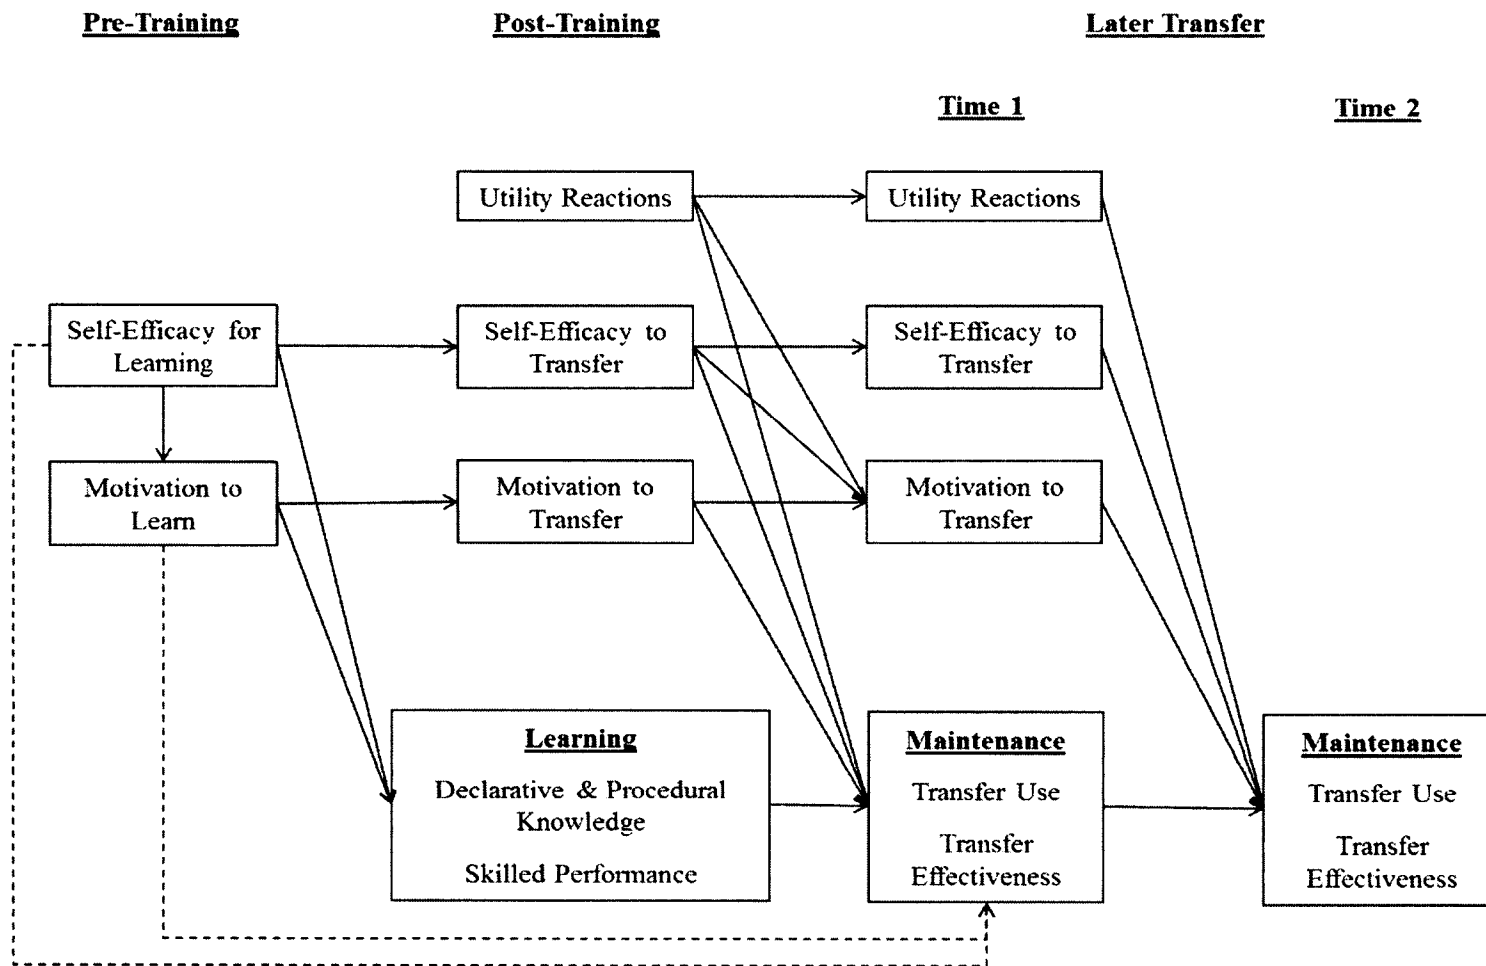 Pre-Training
Post-Training
Later Transfer
Time 1
Time 2
Utility Reactions
Utility Reactions
Self-Efficacy for
Learning
Self-Efficacy to
Transfer
Self-Efficacy to
Transfer
Motivation to
Learn
Motivation to
Transfer
Motivation to
Transfer
Learning
Declarative & Procedural
Knowledge
Skilled Performance
Maintenance
Transfer Use
Transfer
Effectiveness
Maintenance
Transfer Use
Transfer
Effectiveness